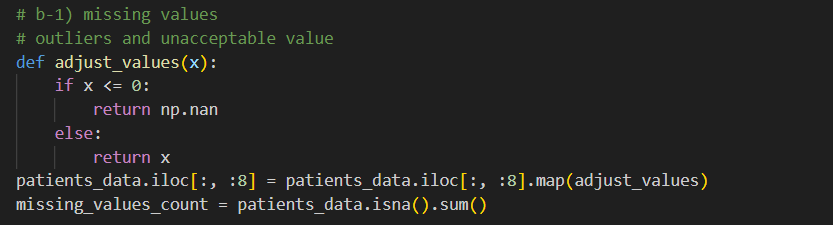 # b-1) missing values
# outliers and unacceptable value
def adjust_values(x):
    if x <= 0:
        return np.nan
    else:
        return x
patients_data.iloc[:, :8] = patients_data.iloc[:, :8].map(adjust_values)
missing_values_count = patients_data.isna().sum()